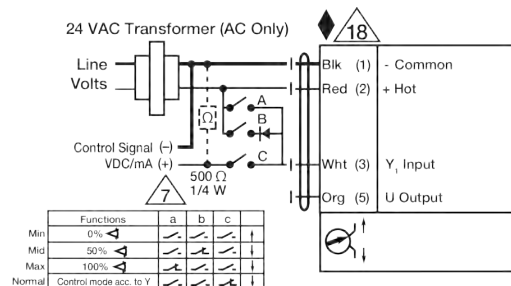 24 VAC Transformer (AC Only)
18
Line
Volts
Blk (1) - Common
Red (2) + Hot
A
B
Ω
Control Signal (–)
VDC/mA (+)
C
Wht (3) Y1 Input
500 Ω
1/4 W
7
Org (5) U Output
Functions a b c
Min 0%
Mid 50%
Max 100%
Normal Control mode acc. to Y